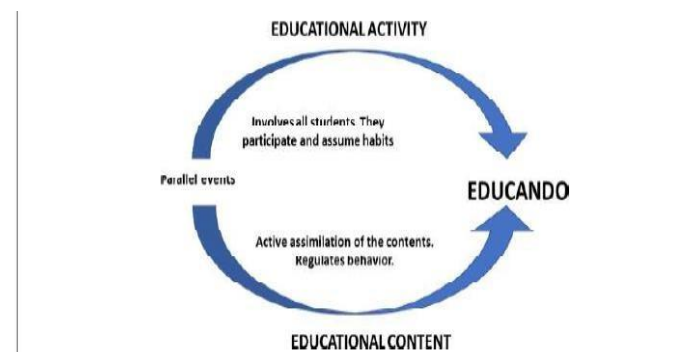 EDUCATIONAL ACTIVITY
Involves all students They
participate and assume habits
Parallel events
EDUCANDO
Active assimilation of the contents.
Regulates behavior.
EDUCATIONAL CONTENT